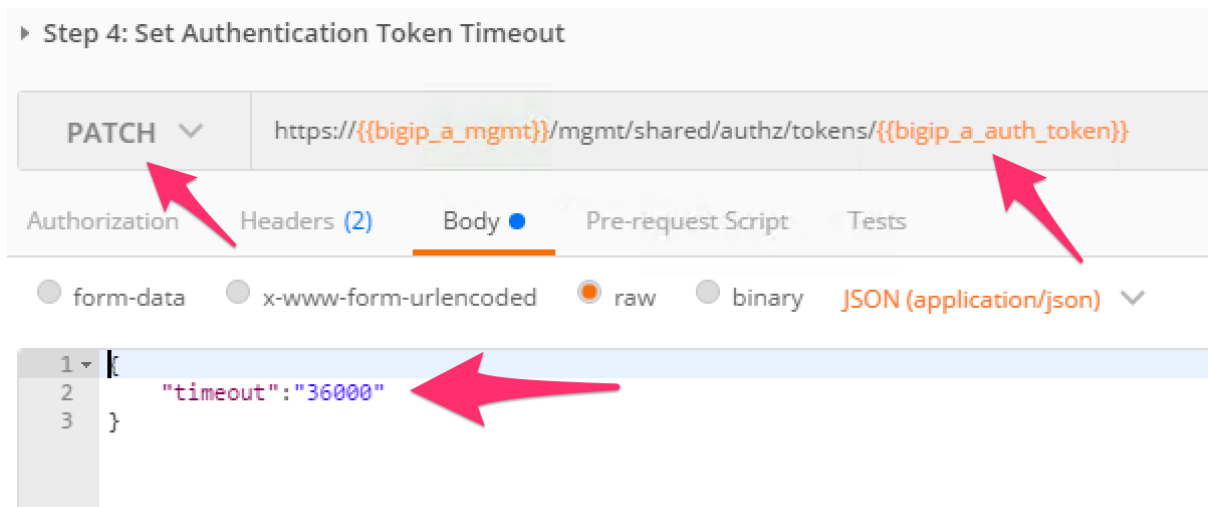 Step 4: Set Authentication Token Timeout
PATCH https://{{bigip_a_mgmt}}/mgmt/shared/authz/tokens/{{bigip_a_auth_token}}
Authorization Headers (2) Body Pre-request Script Tests
form-data x-www-form-urlencoded raw binary JSON (application/json)
1 {
2 "timeout":"36000"
3 }